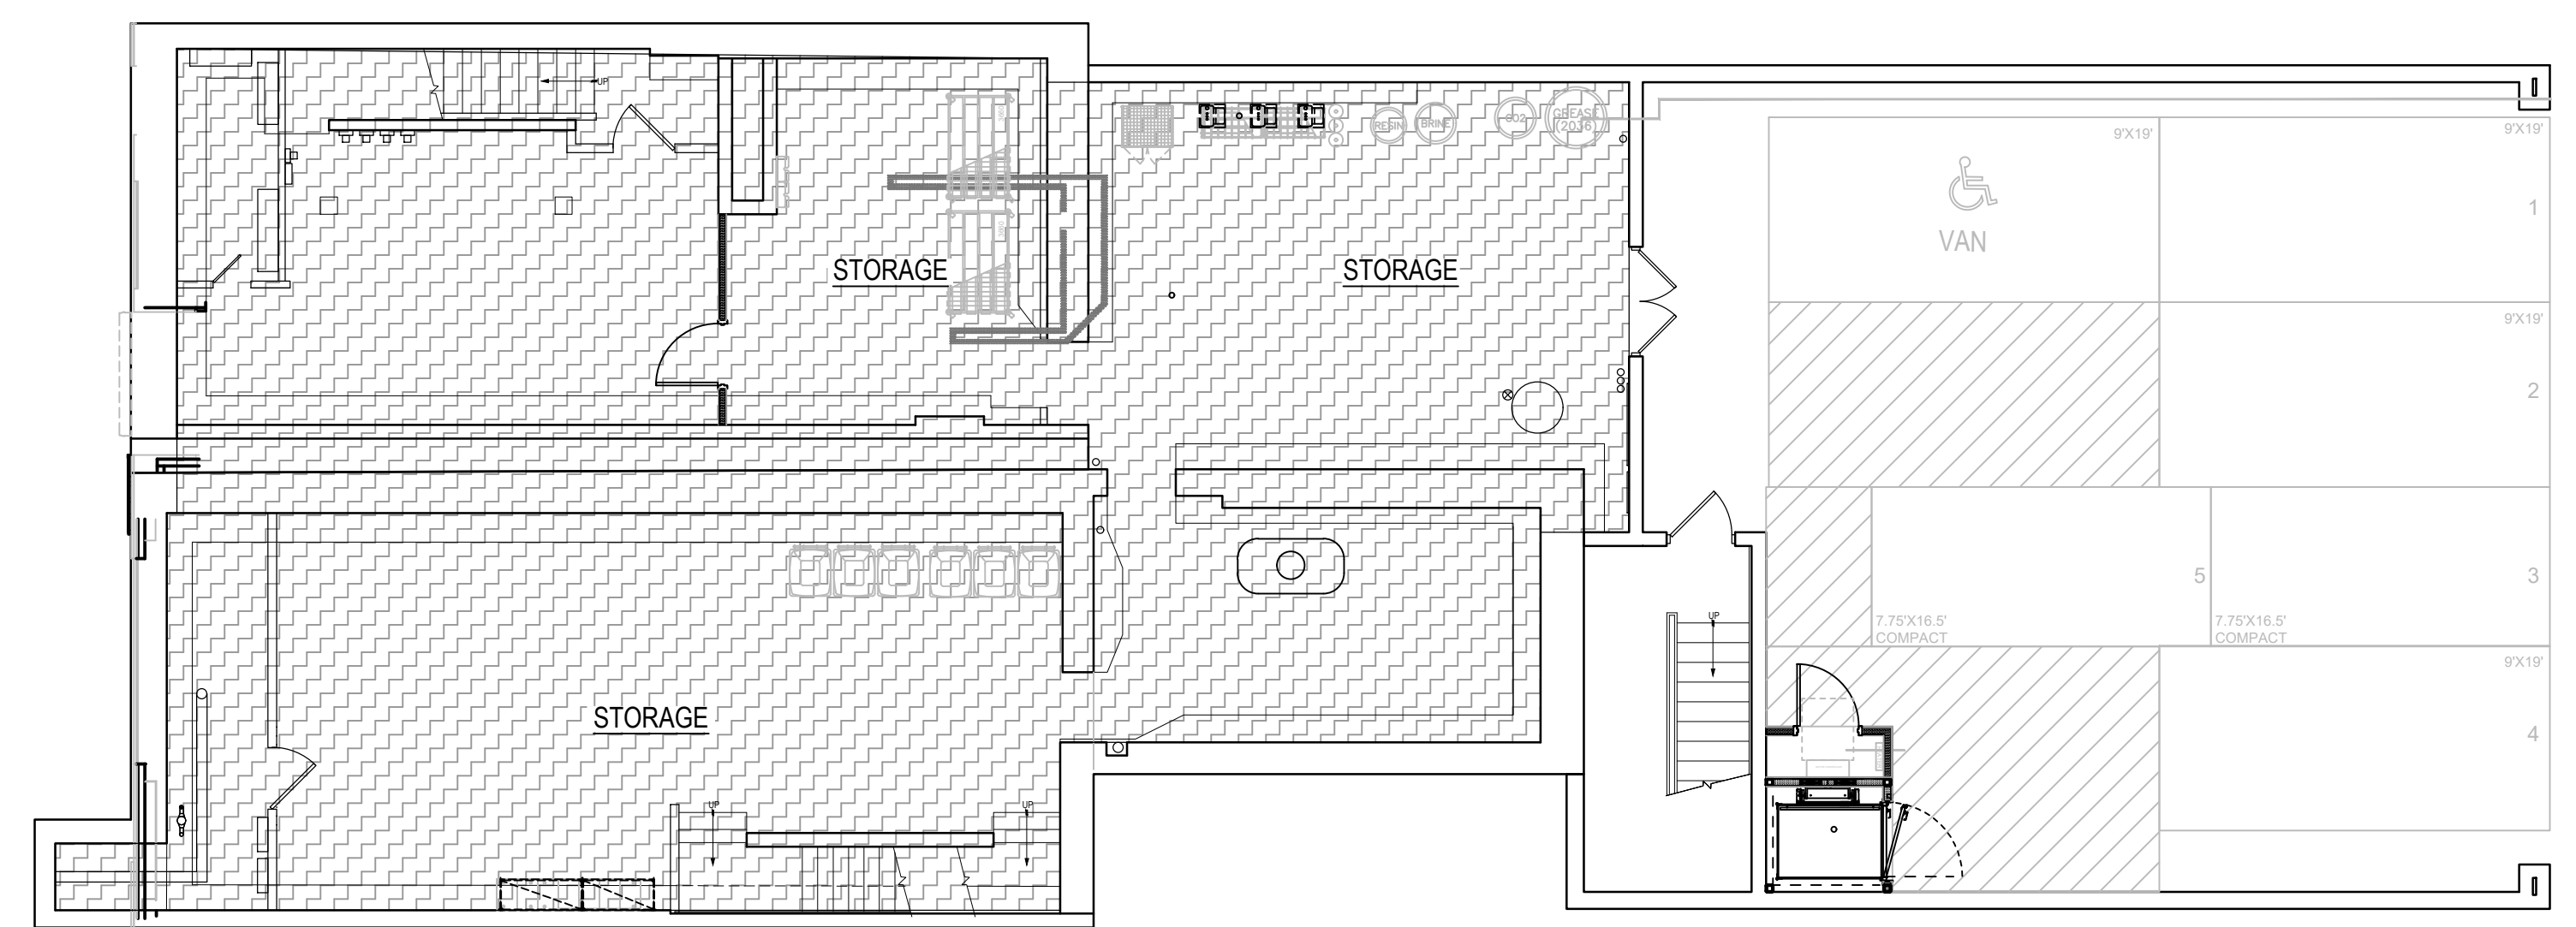 UP
RESIN
BRINE
CO2
GREASE
(2036)
9'X19'
9'X19'
VAN
1
STORAGE
STORAGE
9'X19'
2
5
3
7.75'X16.5'
COMPACT
7.75'X16.5'
COMPACT
UP
9'X19'
STORAGE
4
UP
UP